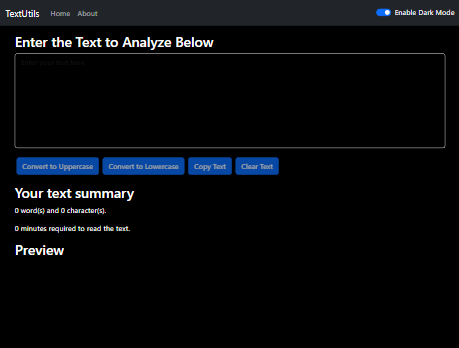 TextUtils Home About Enable Dark Mode
Enter the Text to Analyze Below
Enter your text here
Convert to Uppercase Convert to Lowercase Copy Text Clear Text
Your text summary
0 word(s) and 0 character(s).
0 minutes required to read the text.
Preview